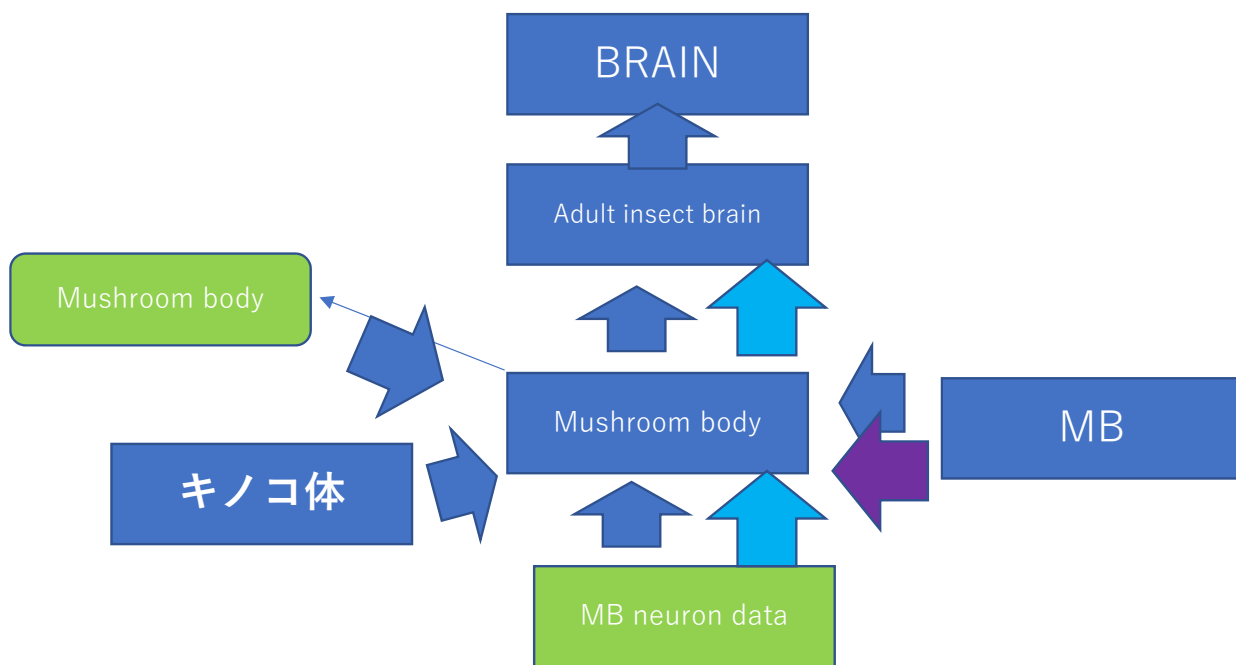 BRAIN
Adult insect brain
Mushroom body
Mushroom body
MB
キノコ体
MB neuron data